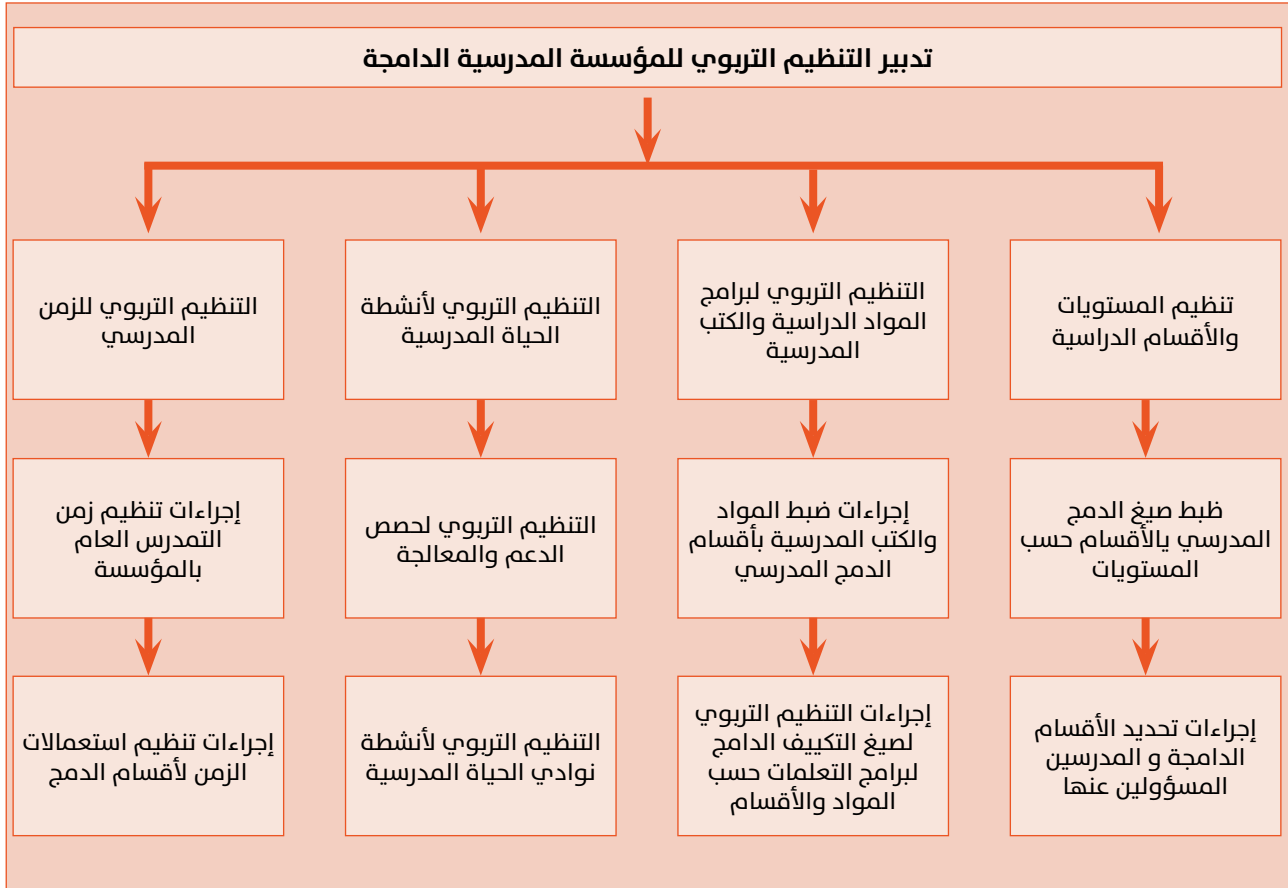 تدبير التنظيم التربوي للمؤسسة المدرسية الدامجة
تنظيم المستويات
والأقسام الدراسية
التنظيم التربوي لبرامج
المواد الدراسية والكتب
المدرسية
التنظيم التربوي لأنشطة
الحياة المدرسية
التنظيم التربوي للزمن
المدرسي
ظبط صيغ الدمج
المدرسي يالأقسام حسب
المستويات
إجراءات ضبط المواد
والكتب المدرسية بأقسام
الدمج المدرسي
التنظيم التربوي لحصص
الدعم والمعالجة
إجراءات تنظيم زمن
التمدرس العام
بالمؤسسة
إجراءات تحديد الأقسام
الدامجة و المدرسين
المسؤولين عنها
إجراءات التنظيم التربوي
لصيغ التكييف الدامج
لبرامج التعلمات حسب
المواد والأقسام
التنظيم التربوي لأنشطة
نوادي الحياة المدرسية
إجراءات تنظيم استعمالات
الزمن لأقسام الدمج